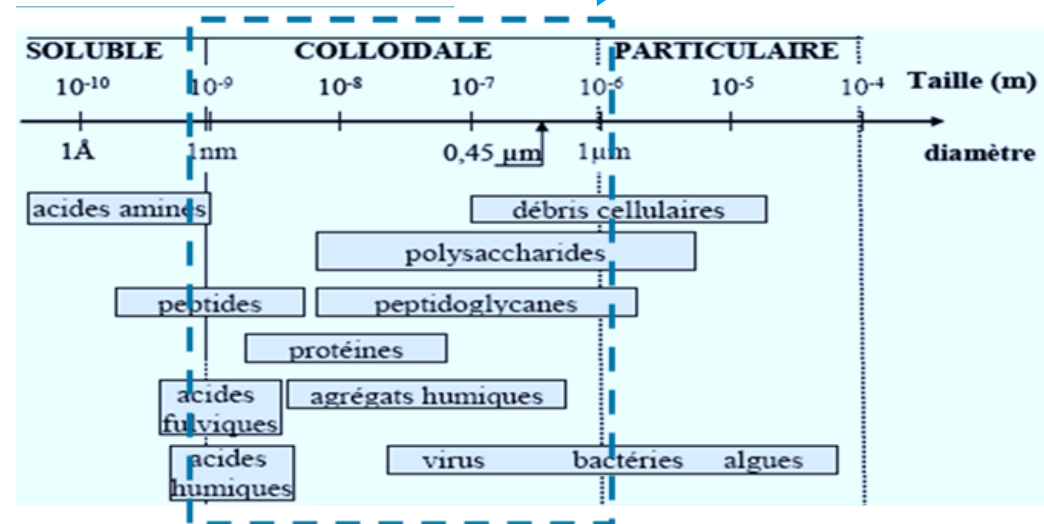 SOLUBLE COLLOIDALE PARTICULAIRE
10-10 10-9 10-8 10-7 10-6 10-5 10-4 Taille (m)
1Å 1nm 0,45 µm 1µm diamètre
acides aminés débris cellulaires
polysaccharides
peptides peptidoglycanes
protéines
acides
fulviques
agrégats humiques
acides
humiques
virus bactéries algues